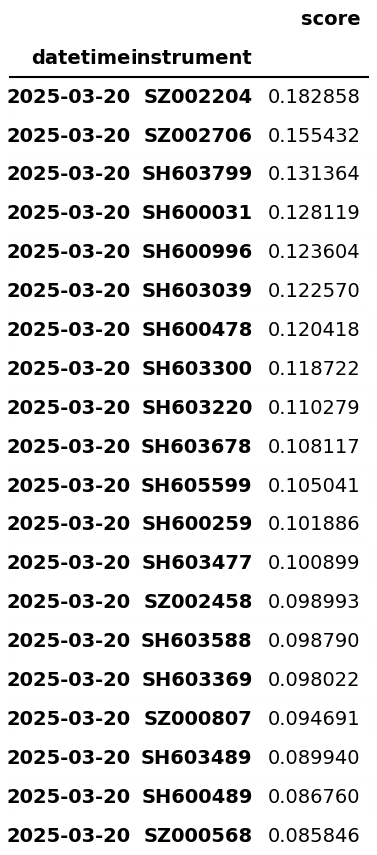 score
datetime instrument
2025-03-20 SZ002204 0.182858
2025-03-20 SZ002706 0.155432
2025-03-20 SH603799 0.131364
2025-03-20 SH600031 0.128119
2025-03-20 SH600996 0.123604
2025-03-20 SH603039 0.122570
2025-03-20 SH600478 0.120418
2025-03-20 SH603300 0.118722
2025-03-20 SH603220 0.110279
2025-03-20 SH603678 0.108117
2025-03-20 SH605599 0.105041
2025-03-20 SH600259 0.101886
2025-03-20 SH603477 0.100899
2025-03-20 SZ002458 0.098993
2025-03-20 SH603588 0.098790
2025-03-20 SH603369 0.098022
2025-03-20 SZ000807 0.094691
2025-03-20 SH603489 0.089940
2025-03-20 SH600489 0.086760
2025-03-20 SZ000568 0.085846